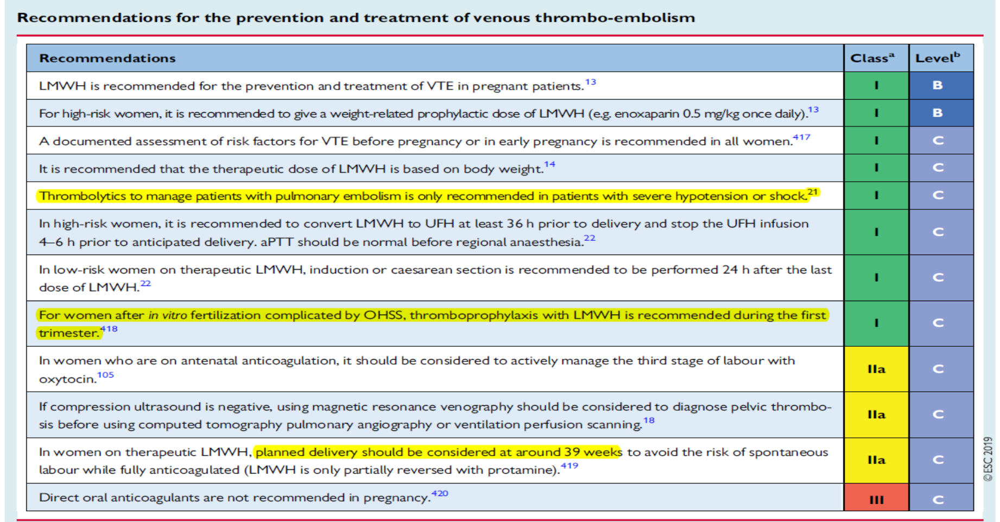 Recommendations for the prevention and treatment of venous thrombo-embolism
Recommendations Classᵃ Levelᵇ
LMWH is recommended for the prevention and treatment of VTE in pregnant patients.¹³ I B
For high-risk women, it is recommended to give a weight-related prophylactic dose of LMWH (e.g. enoxaparin 0.5 mg/kg once daily).¹³ I B
A documented assessment of risk factors for VTE before pregnancy or in early pregnancy is recommended in all women.⁴¹⁷ I C
It is recommended that the therapeutic dose of LMWH is based on body weight.¹⁴ I C
Thrombolytics to manage patients with pulmonary embolism is only recommended in patients with severe hypotension or shock.²¹ I C
In high-risk women, it is recommended to convert LMWH to UFH at least 36 h prior to delivery and stop the UFH infusion
4–6 h prior to anticipated delivery. aPTT should be normal before regional anaesthesia.²² I C
In low-risk women on therapeutic LMWH, induction or caesarean section is recommended to be performed 24 h after the last
dose of LMWH.²² I C
For women after in vitro fertilization complicated by OHSS, thromboprophylaxis with LMWH is recommended during the first
trimester.⁴¹⁸ I C
In women who are on antenatal anticoagulation, it should be considered to actively manage the third stage of labour with
oxytocin.¹⁰⁵ IIa C
If compression ultrasound is negative, using magnetic resonance venography should be considered to diagnose pelvic thrombo-
sis before using computed tomography pulmonary angiography or ventilation perfusion scanning.¹⁸ IIa C
In women on therapeutic LMWH, planned delivery should be considered at around 39 weeks to avoid the risk of spontaneous
labour while fully anticoagulated (LMWH is only partially reversed with protamine).⁴¹⁹ IIa C
Direct oral anticoagulants are not recommended in pregnancy.⁴²⁰ III C
©ESC 2019